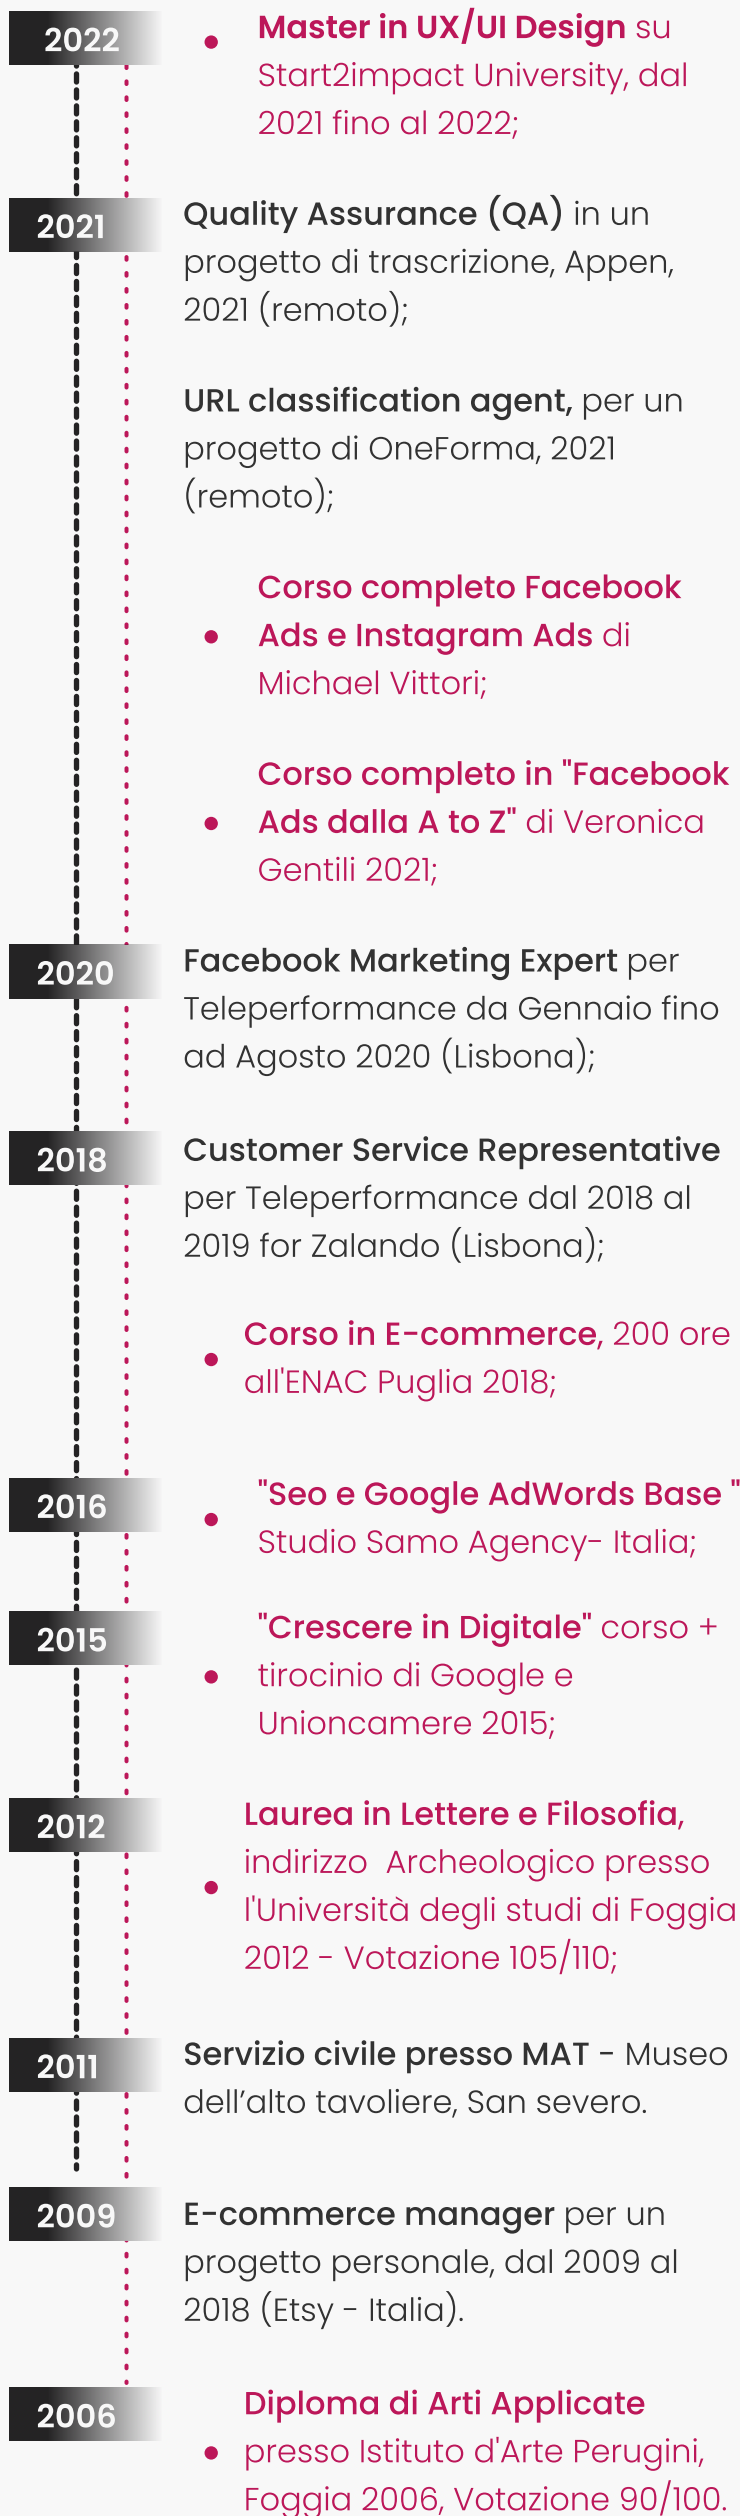 2022
Master in UX/UI Design su
Start2impact University, dal
2021 fino al 2022;
2021
Quality Assurance (QA) in un
progetto di trascrizione, Appen,
2021 (remoto);
URL classification agent, per un
progetto di OneForma, 2021
(remoto);
Corso completo Facebook
Ads e Instagram Ads di
Michael Vittori;
Corso completo in "Facebook
Ads dalla A to Z" di Veronica
Gentili 2021;
2020
Facebook Marketing Expert per
Teleperformance da Gennaio fino
ad Agosto 2020 (Lisbona);
2018
Customer Service Representative
per Teleperformance dal 2018 al
2019 for Zalando (Lisbona);
Corso in E-commerce, 200 ore
all'ENAC Puglia 2018;
2016
"Seo e Google AdWords Base "
Studio Samo Agency- Italia;
2015
"Crescere in Digitale" corso +
tirocinio di Google e
Unioncamere 2015;
2012
Laurea in Lettere e Filosofia,
indirizzo  Archeologico presso
l'Università degli studi di Foggia
2012 - Votazione 105/110;
2011
Servizio civile presso MAT - Museo
dell’alto tavoliere, San severo.
2009
E-commerce manager per un
progetto personale, dal 2009 al
2018 (Etsy - Italia).
2006
Diploma di Arti Applicate
presso Istituto d'Arte Perugini,
Foggia 2006, Votazione 90/100.